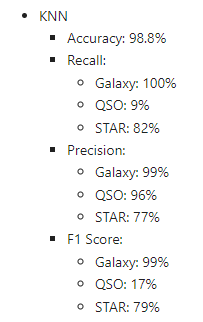 KNN
Accuracy: 98.8%
Recall:
Galaxy: 100%
QSO: 9%
STAR: 82%
Precision:
Galaxy: 99%
QSO: 96%
STAR: 77%
F1 Score:
Galaxy: 99%
QSO: 17%
STAR: 79%